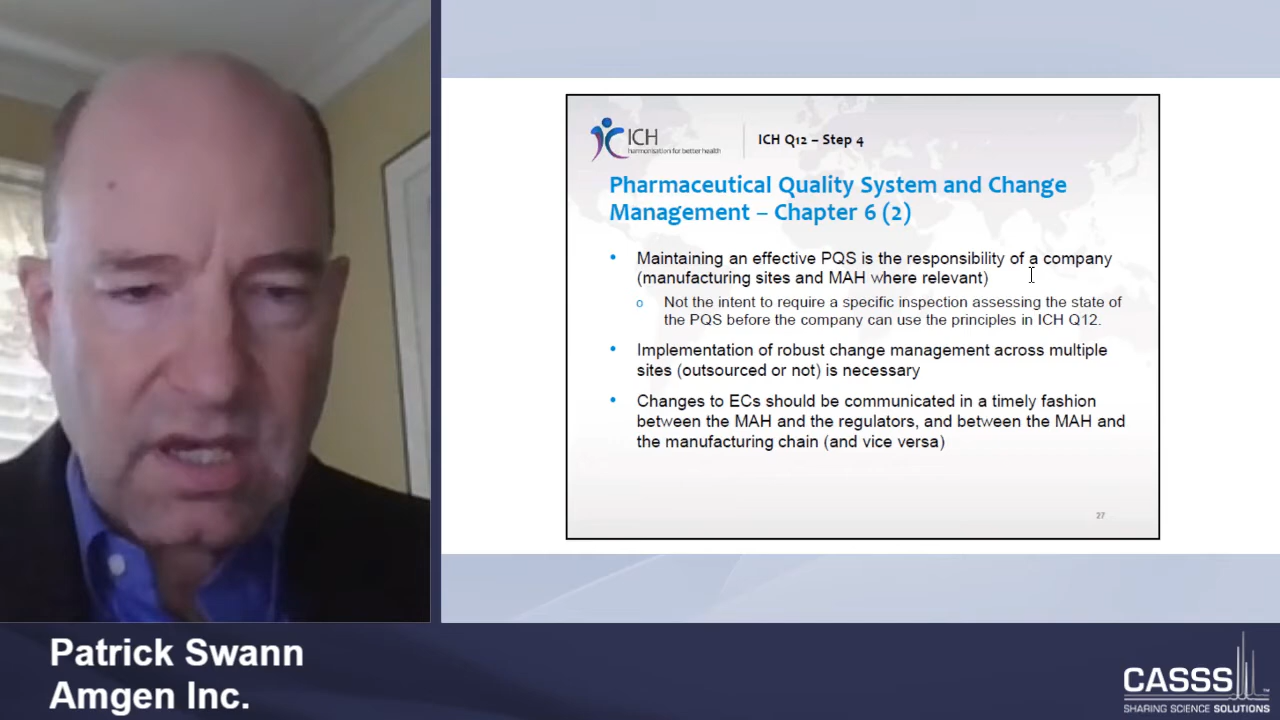 ICH
harmonisation for better health
ICH Q12 – Step 4
Pharmaceutical Quality System and Change
Management – Chapter 6 (2)
• Maintaining an effective PQS is the responsibility of a company
(manufacturing sites and MAH where relevant)
o Not the intent to require a specific inspection assessing the state of
the PQS before the company can use the principles in ICH Q12.
• Implementation of robust change management across multiple
sites (outsourced or not) is necessary
• Changes to ECs should be communicated in a timely fashion
between the MAH and the regulators, and between the MAH and
the manufacturing chain (and vice versa)
27
Patrick Swann
Amgen Inc.
CASSS
SHARING SCIENCE SOLUTIONS